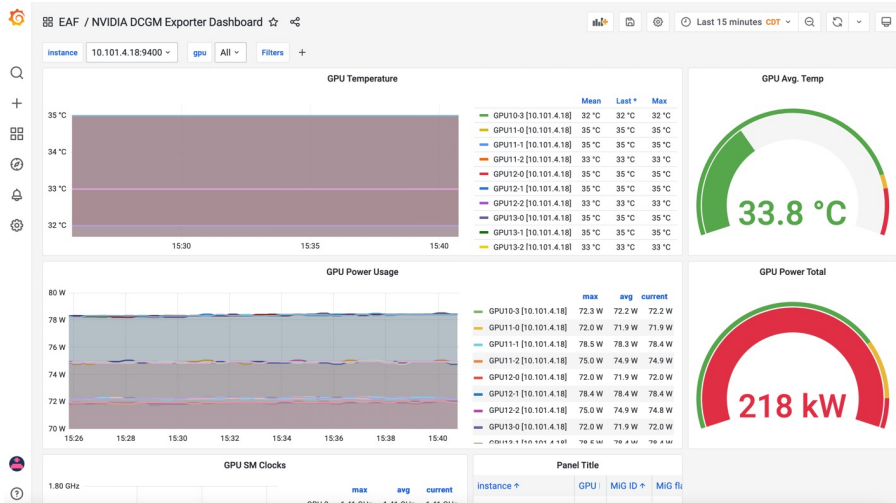 EAF / NVIDIA DCGM Exporter Dashboard
Last 15 minutes CDT
instance 10.101.4.18:9400 gpu All Filters +
GPU Temperature
Mean Last * Max
35 °C
34 °C
33 °C
32 °C
15:30 15:35 15:40
GPU10-3 [10.101.4.18] 32 °C 32 °C 32 °C
GPU11-0 [10.101.4.18] 35 °C 35 °C 35 °C
GPU11-1 [10.101.4.18] 35 °C 35 °C 35 °C
GPU11-2 [10.101.4.18] 33 °C 33 °C 33 °C
GPU12-0 [10.101.4.18] 35 °C 35 °C 35 °C
GPU12-1 [10.101.4.18] 35 °C 35 °C 35 °C
GPU12-2 [10.101.4.18] 33 °C 33 °C 33 °C
GPU13-0 [10.101.4.18] 35 °C 35 °C 35 °C
GPU13-1 [10.101.4.18] 35 °C 35 °C 35 °C
GPU13-2 [10.101.4.18] 33 °C 33 °C 33 °C
GPU Avg. Temp
33.8 °C
GPU Power Usage
80 W
78 W
76 W
74 W
72 W
70 W
15:26 15:28 15:30 15:32 15:34 15:36 15:38 15:40
max avg current
GPU10-3 [10.101.4.18] 72.3 W 72.2 W 72.2 W
GPU11-0 [10.101.4.18] 72.0 W 71.9 W 71.9 W
GPU11-1 [10.101.4.18] 78.5 W 78.3 W 78.4 W
GPU11-2 [10.101.4.18] 75.0 W 74.9 W 74.9 W
GPU12-0 [10.101.4.18] 72.0 W 71.9 W 72.0 W
GPU12-1 [10.101.4.18] 78.4 W 78.4 W 78.4 W
GPU12-2 [10.101.4.18] 75.0 W 74.9 W 74.8 W
GPU13-0 [10.101.4.18] 72.0 W 71.9 W 72.0 W
GPU13-1 [10.101.4.18] 78.5 W 78.4 W 78.4 W
GPU Power Total
218 kW
GPU SM Clocks
1.80 GHz
max avg current
Panel Title
instance GPU MiG ID MiG